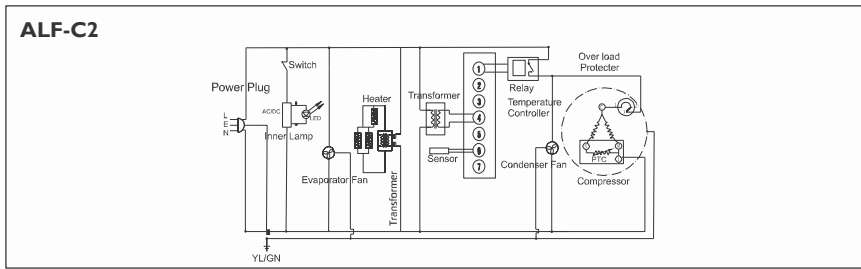 ALF-C2
Switch
Over load
Protecter
Power Plug
Heater
Transformer
Relay
Temperature
Controller
L
E
N
AC/DC
LED
Inner Lamp
1
2
3
4
5
6
7
Sensor
Evaporator Fan
Transformer
Condenser Fan
PTC
Compressor
YL/GN